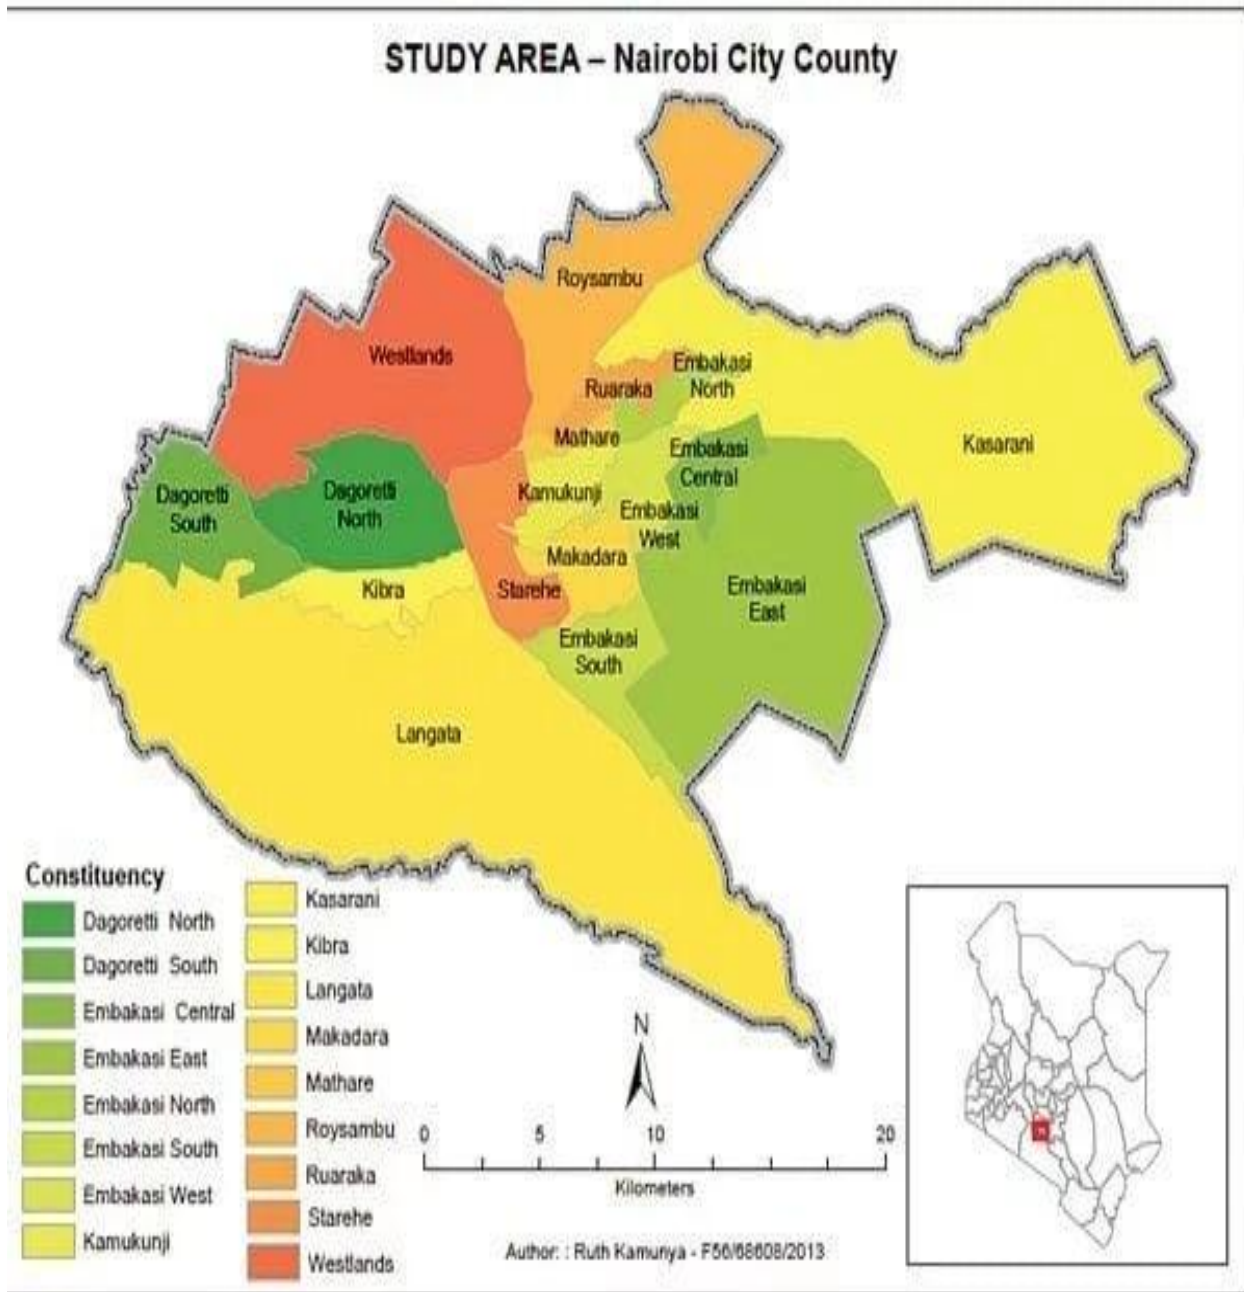 STUDY AREA – Nairobi City County
Roysambu
Westlands
Embakasi
North
Ruaraka
Mathare
Kasarani
Embakasi
Central
Dagoretti
South
Dagoretti
North
Kamukunji
Embakasi
West
Makadara
Kibra
Starehe
Embakasi
East
Embakasi
South
Langata
Constituency
Dagoretti North
Dagoretti South
Embakasi Central
Embakasi East
Embakasi North
Embakasi South
Embakasi West
Kamukunji
Kasarani
Kibra
Langata
Makadara
Mathare
Roysambu
Ruaraka
Starehe
Westlands
N
0 5 10 20
Kilometers
Author: : Ruth Kamunya - F56/68608/2013